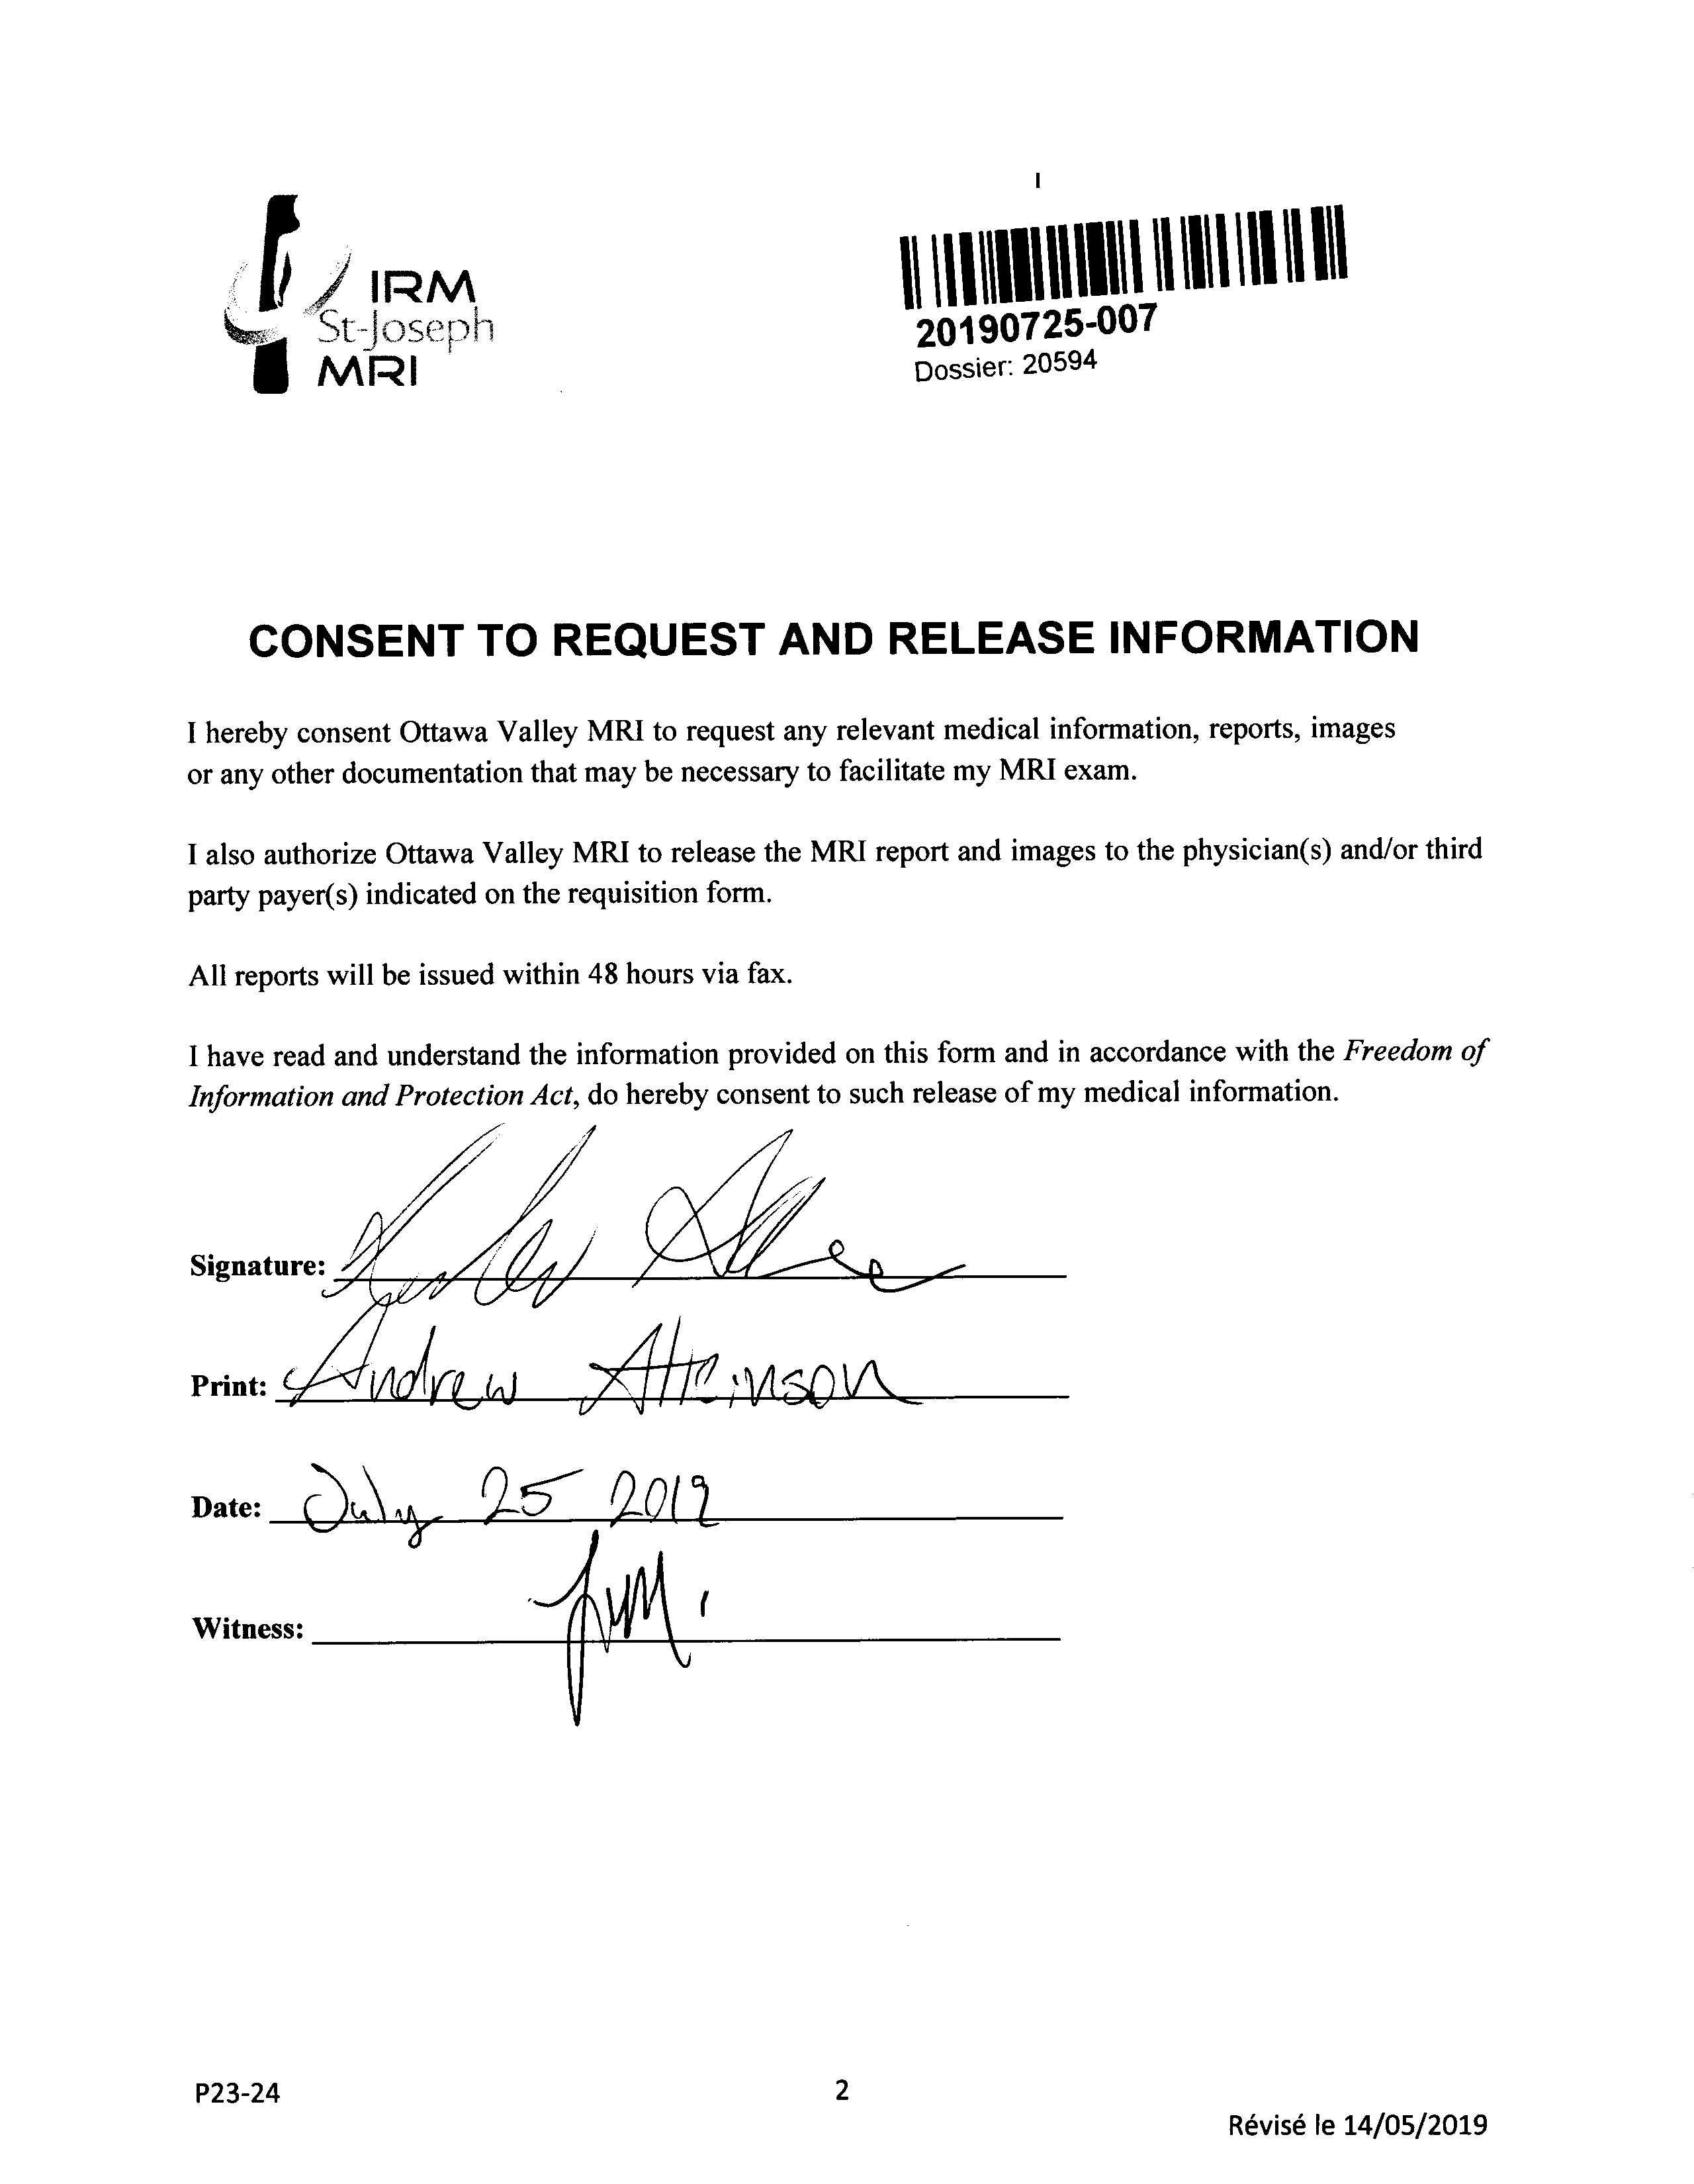 IRM
St-Joseph
MRI
20190725-007
Dossier: 20594
CONSENT TO REQUEST AND RELEASE INFORMATION
I hereby consent Ottawa Valley MRI to request any relevant medical information, reports, images
or any other documentation that may be necessary to facilitate my MRI exam.
I also authorize Ottawa Valley MRI to release the MRI report and images to the physician(s) and/or third
party payer(s) indicated on the requisition form.
All reports will be issued within 48 hours via fax.
I have read and understand the information provided on this form and in accordance with the Freedom of
Information and Protection Act, do hereby consent to such release of my medical information.
Signature:
Print: Andrew Atkinson
Date: July 25 2019
Witness:
P23-24
2
Révisé le 14/05/2019